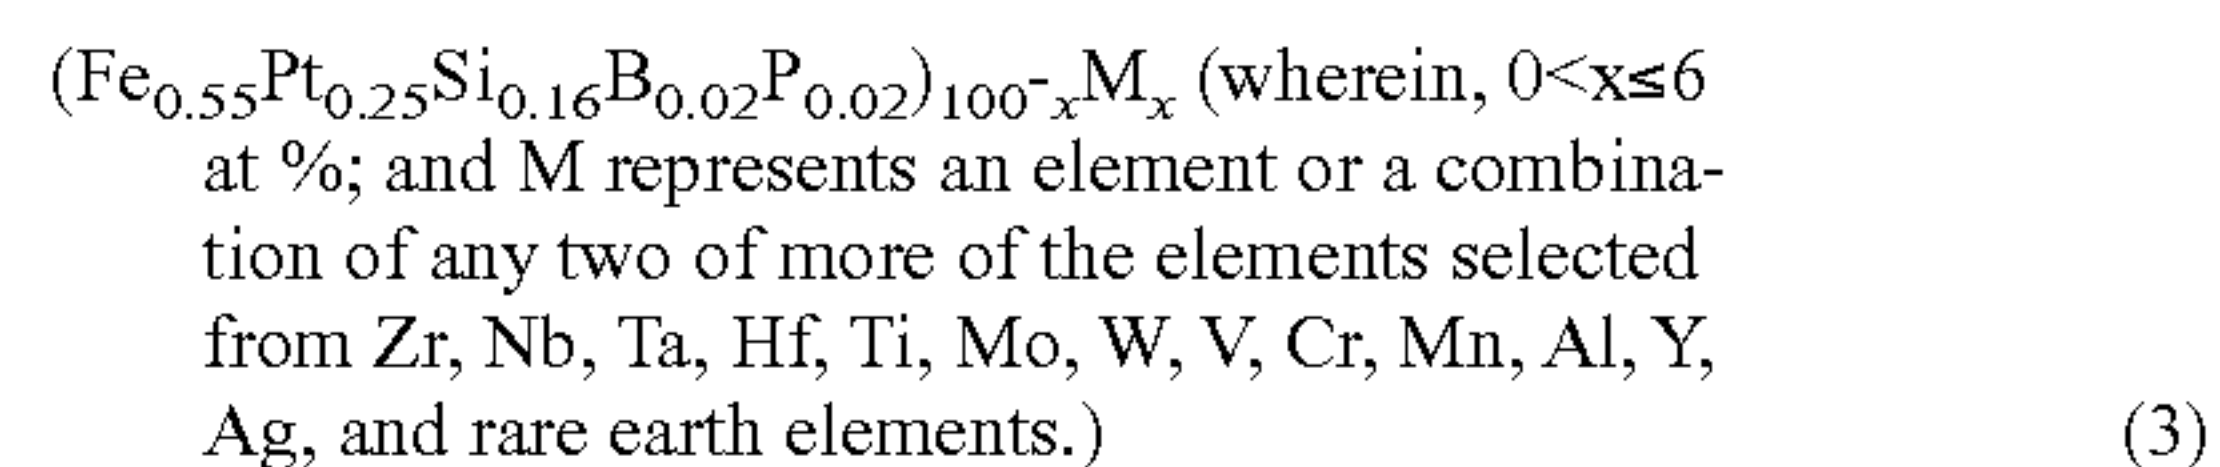 (Fe0.55Pt0.25Si0.16B0.02P0.02)100-xMx (wherein, 0<x≤6
at %; and M represents an element or a combina-
tion of any two of more of the elements selected
from Zr, Nb, Ta, Hf, Ti, Mo, W, V, Cr, Mn, Al, Y,
Ag, and rare earth elements.) (3)